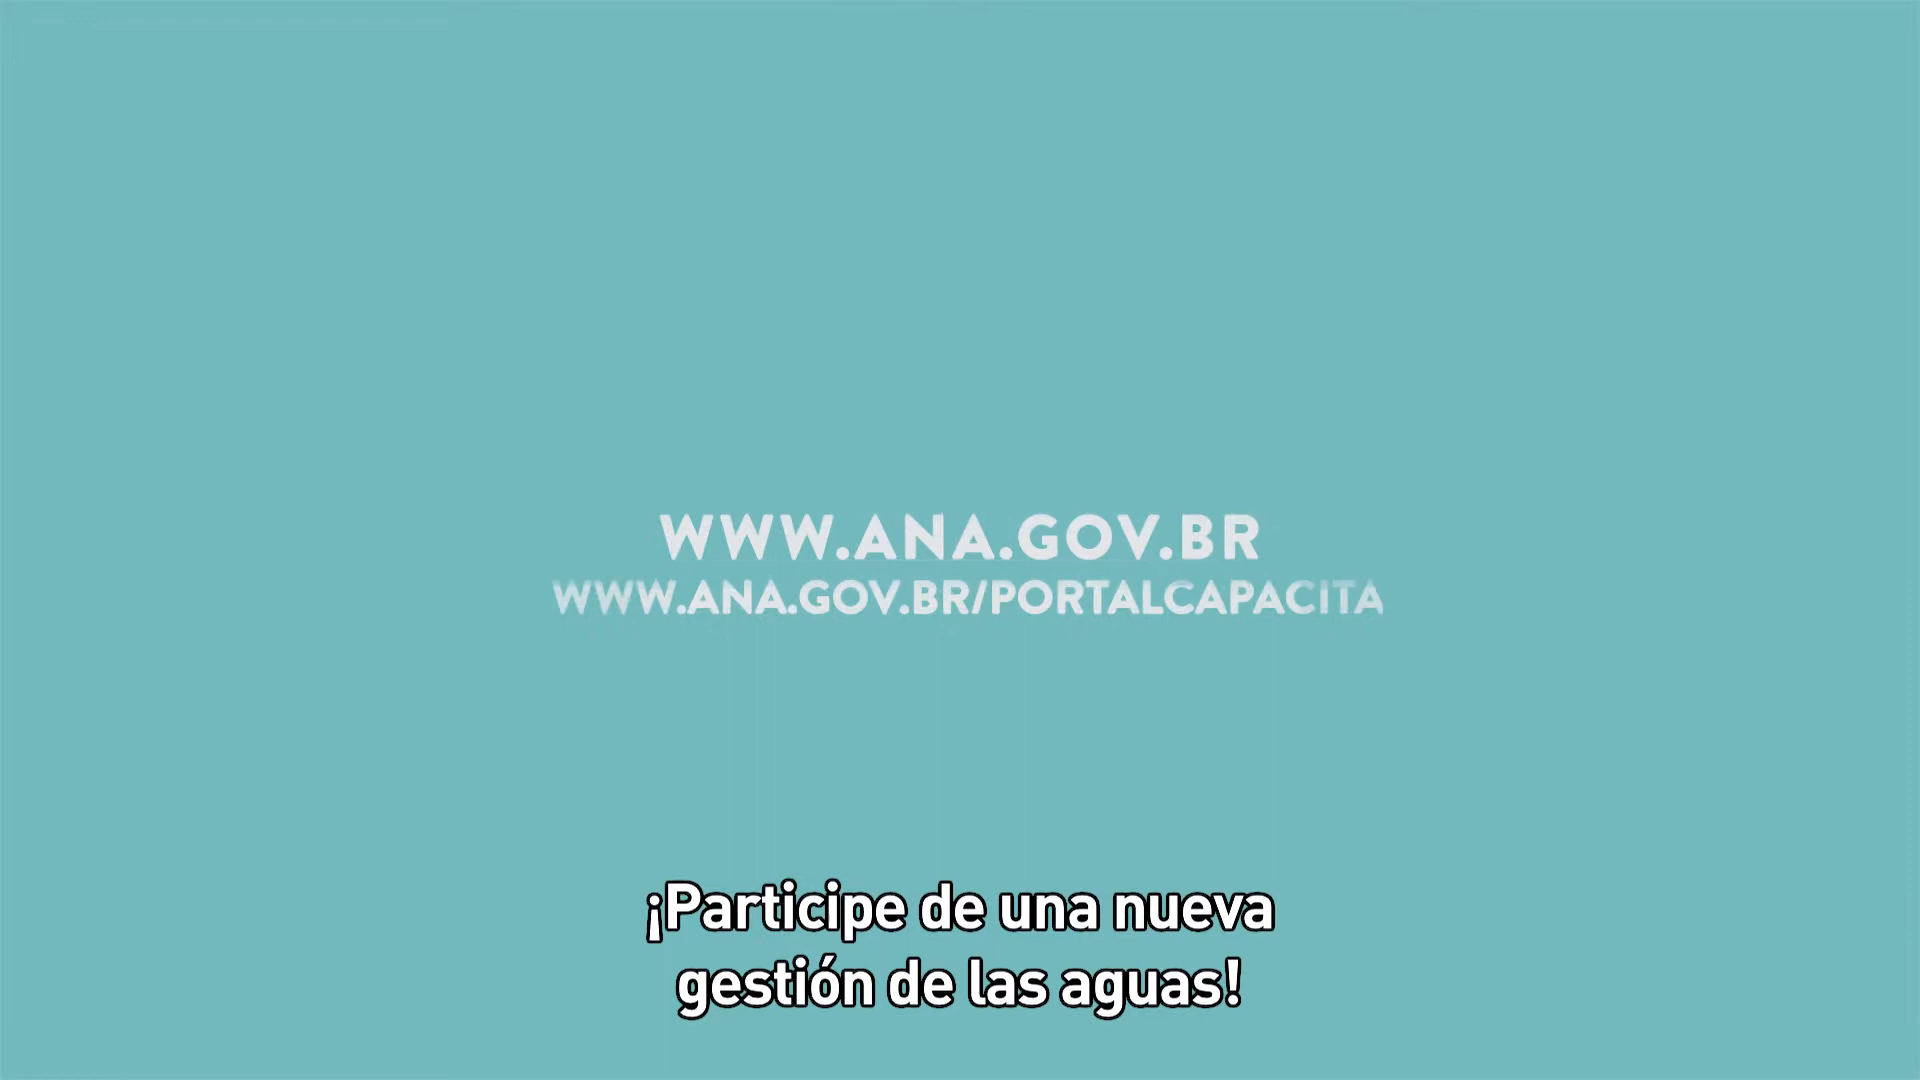 WWW.ANA.GOV.BR
WWW.ANA.GOV.BR/PORTALCAPACITA
¡Participe de una nueva
gestión de las aguas!